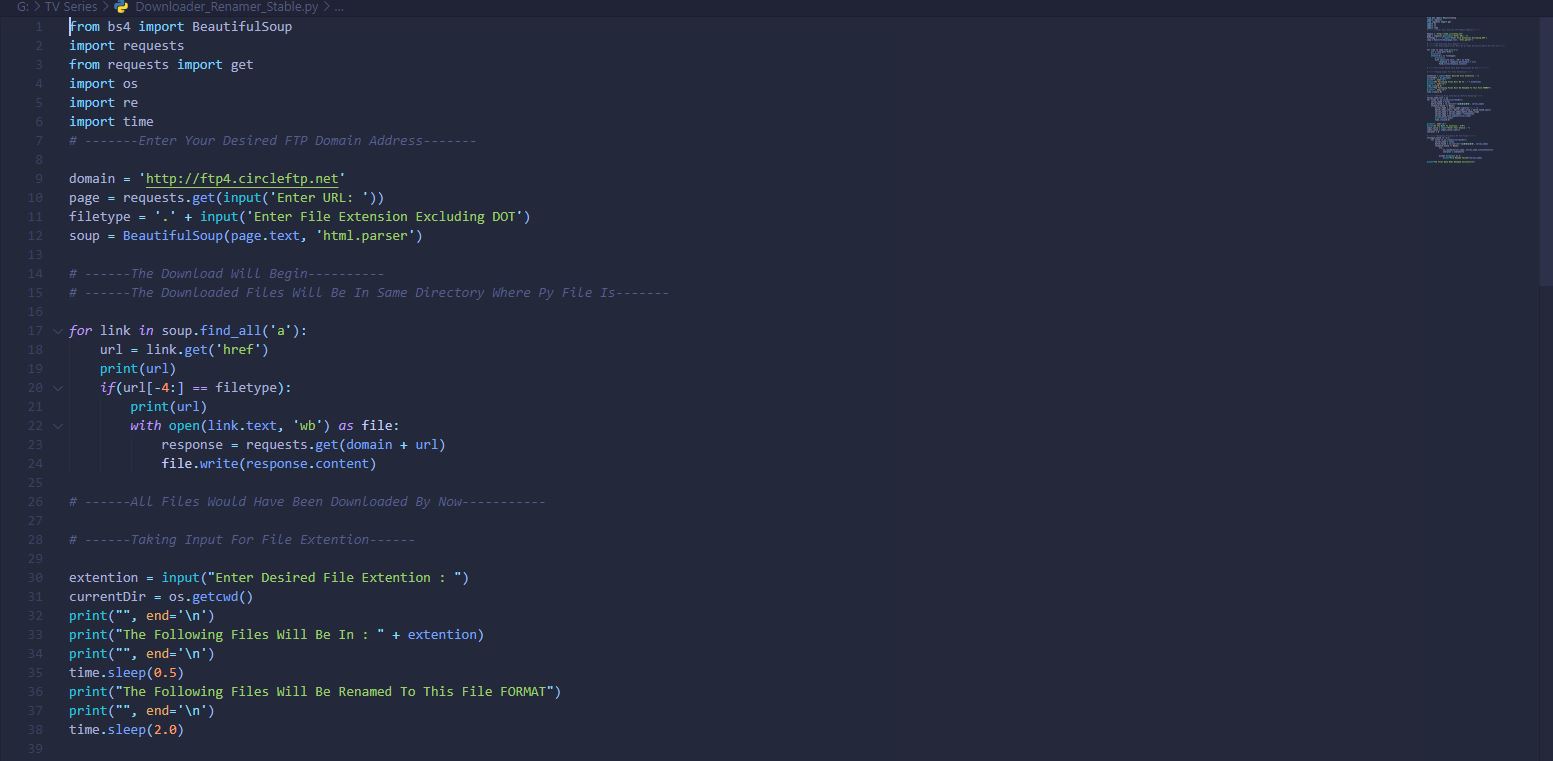 G: > TV Series > Downloader_Renamer_Stable.py > ...
1 from bs4 import BeautifulSoup
2 import requests
3 from requests import get
4 import os
5 import re
6 import time
7 # -------Enter Your Desired FTP Domain Address-------
8
9 domain = 'http://ftp4.circleftp.net'
10 page = requests.get(input('Enter URL: '))
11 filetype = '.' + input('Enter File Extension Excluding DOT')
12 soup = BeautifulSoup(page.text, 'html.parser')
13
14 # ------The Download Will Begin----------
15 # ------The Downloaded Files Will Be In Same Directory Where Py File Is-------
16
17 for link in soup.find_all('a'):
18     url = link.get('href')
19     print(url)
20     if(url[-4:] == filetype):
21         print(url)
22         with open(link.text, 'wb') as file:
23             response = requests.get(domain + url)
24             file.write(response.content)
25
26 # ------All Files Would Have Been Downloaded By Now-----------
27
28 # ------Taking Input For File Extention------
29
30 extention = input("Enter Desired File Extention : ")
31 currentDir = os.getcwd()
32 print("", end='\n')
33 print("The Following Files Will Be In : " + extention)
34 print("", end='\n')
35 time.sleep(0.5)
36 print("The Following Files Will Be Renamed To This File FORMAT")
37 print("", end='\n')
38 time.sleep(2.0)
39